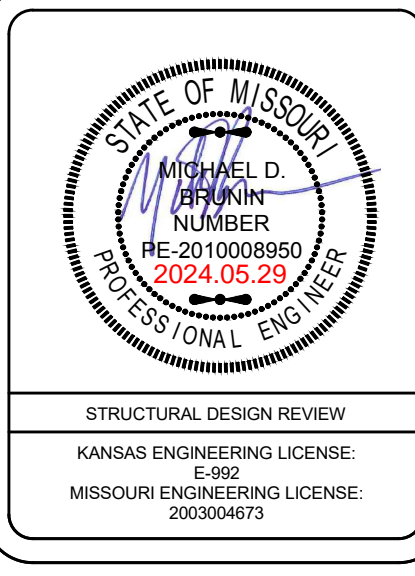 STATE OF MISSOURI
MICHAEL D.
BRUNIN
NUMBER
PE-2010008950
2024.05.29
PROFESSIONAL ENGINEER
STRUCTURAL DESIGN REVIEW
KANSAS ENGINEERING LICENSE:
E-992
MISSOURI ENGINEERING LICENSE:
2003004673